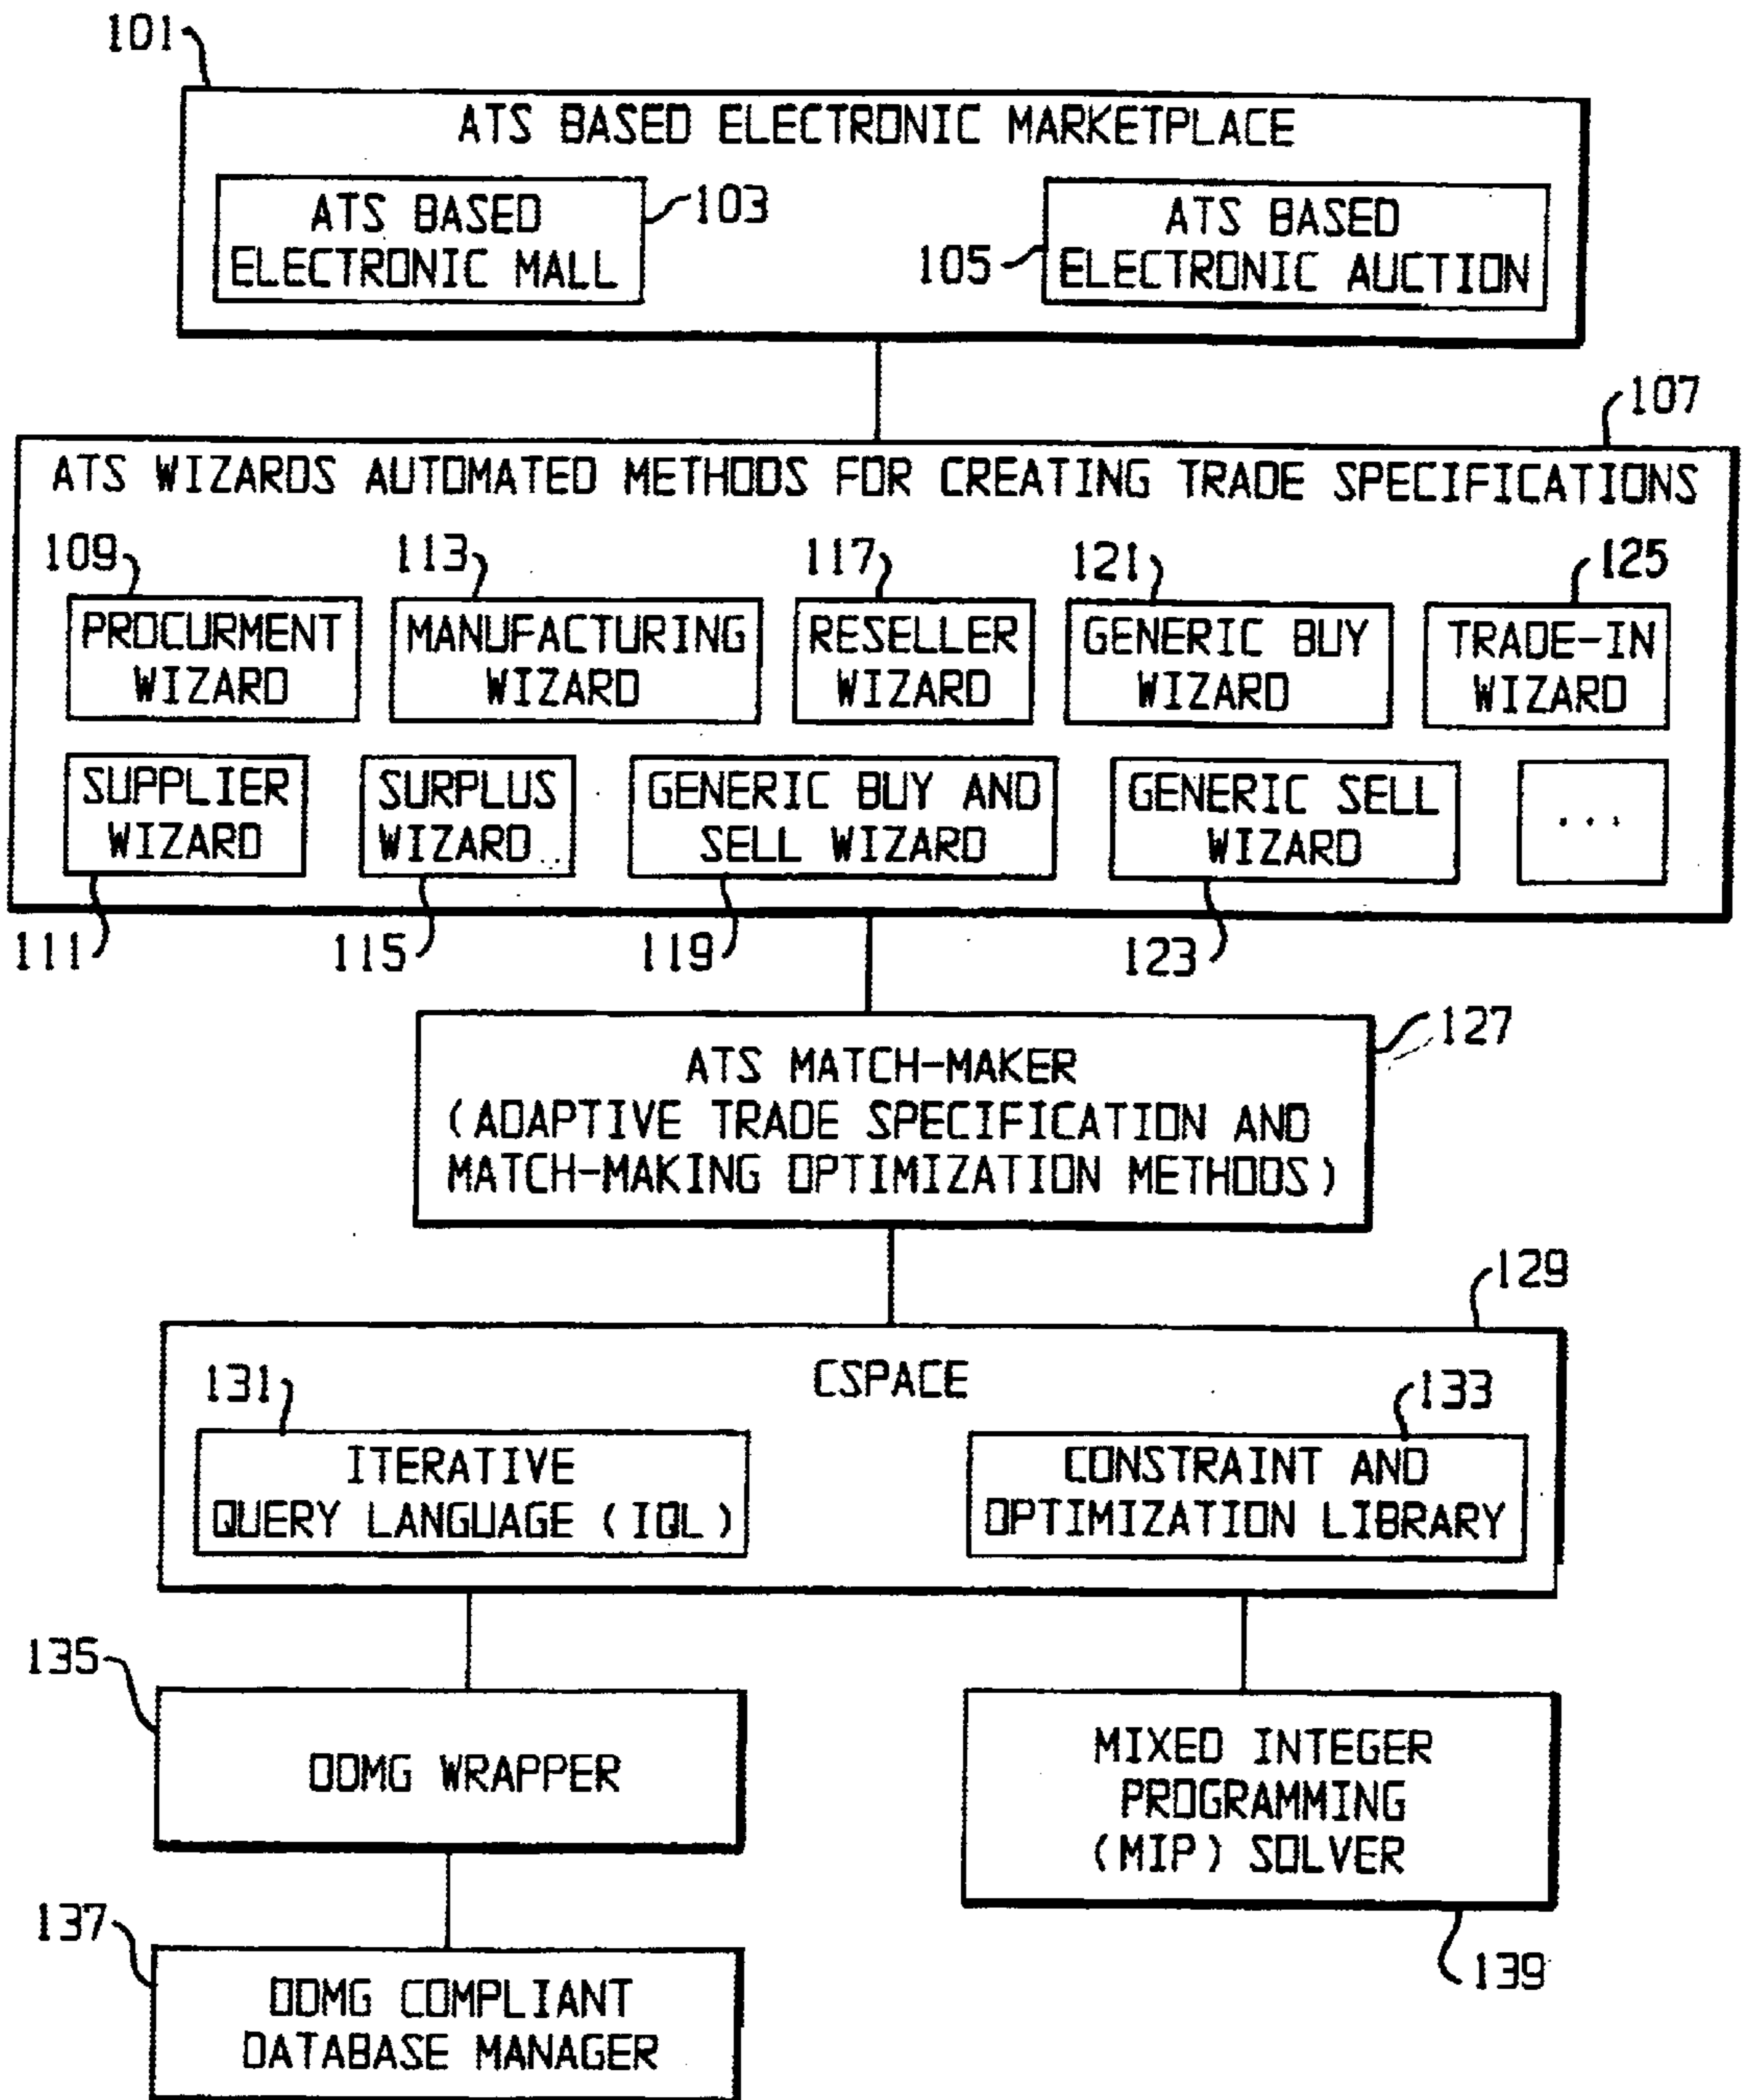 101
ATS BASED ELECTRONIC MARKETPLACE
ATS BASED
ELECTRONIC MALL
103
105
ATS BASED
ELECTRONIC AUCTION
107
ATS WIZARDS AUTOMATED METHODS FOR CREATING TRADE SPECIFICATIONS
109
113
117
121
125
PROCURMENT
WIZARD
MANUFACTURING
WIZARD
RESELLER
WIZARD
GENERIC BUY
WIZARD
TRADE-IN
WIZARD
SUPPLIER
WIZARD
SURPLUS
WIZARD
GENERIC BUY AND
SELL WIZARD
GENERIC SELL
WIZARD
...
111
115
119
123
127
ATS MATCH-MAKER
(ADAPTIVE TRADE SPECIFICATION AND
MATCH-MAKING OPTIMIZATION METHODS)
129
CSPACE
131
133
ITERATIVE
QUERY LANGUAGE (IQL)
CONSTRAINT AND
OPTIMIZATION LIBRARY
135
ODMG WRAPPER
MIXED INTEGER
PROGRAMMING
(MIP) SOLVER
139
137
ODMG COMPLIANT
DATABASE MANAGER